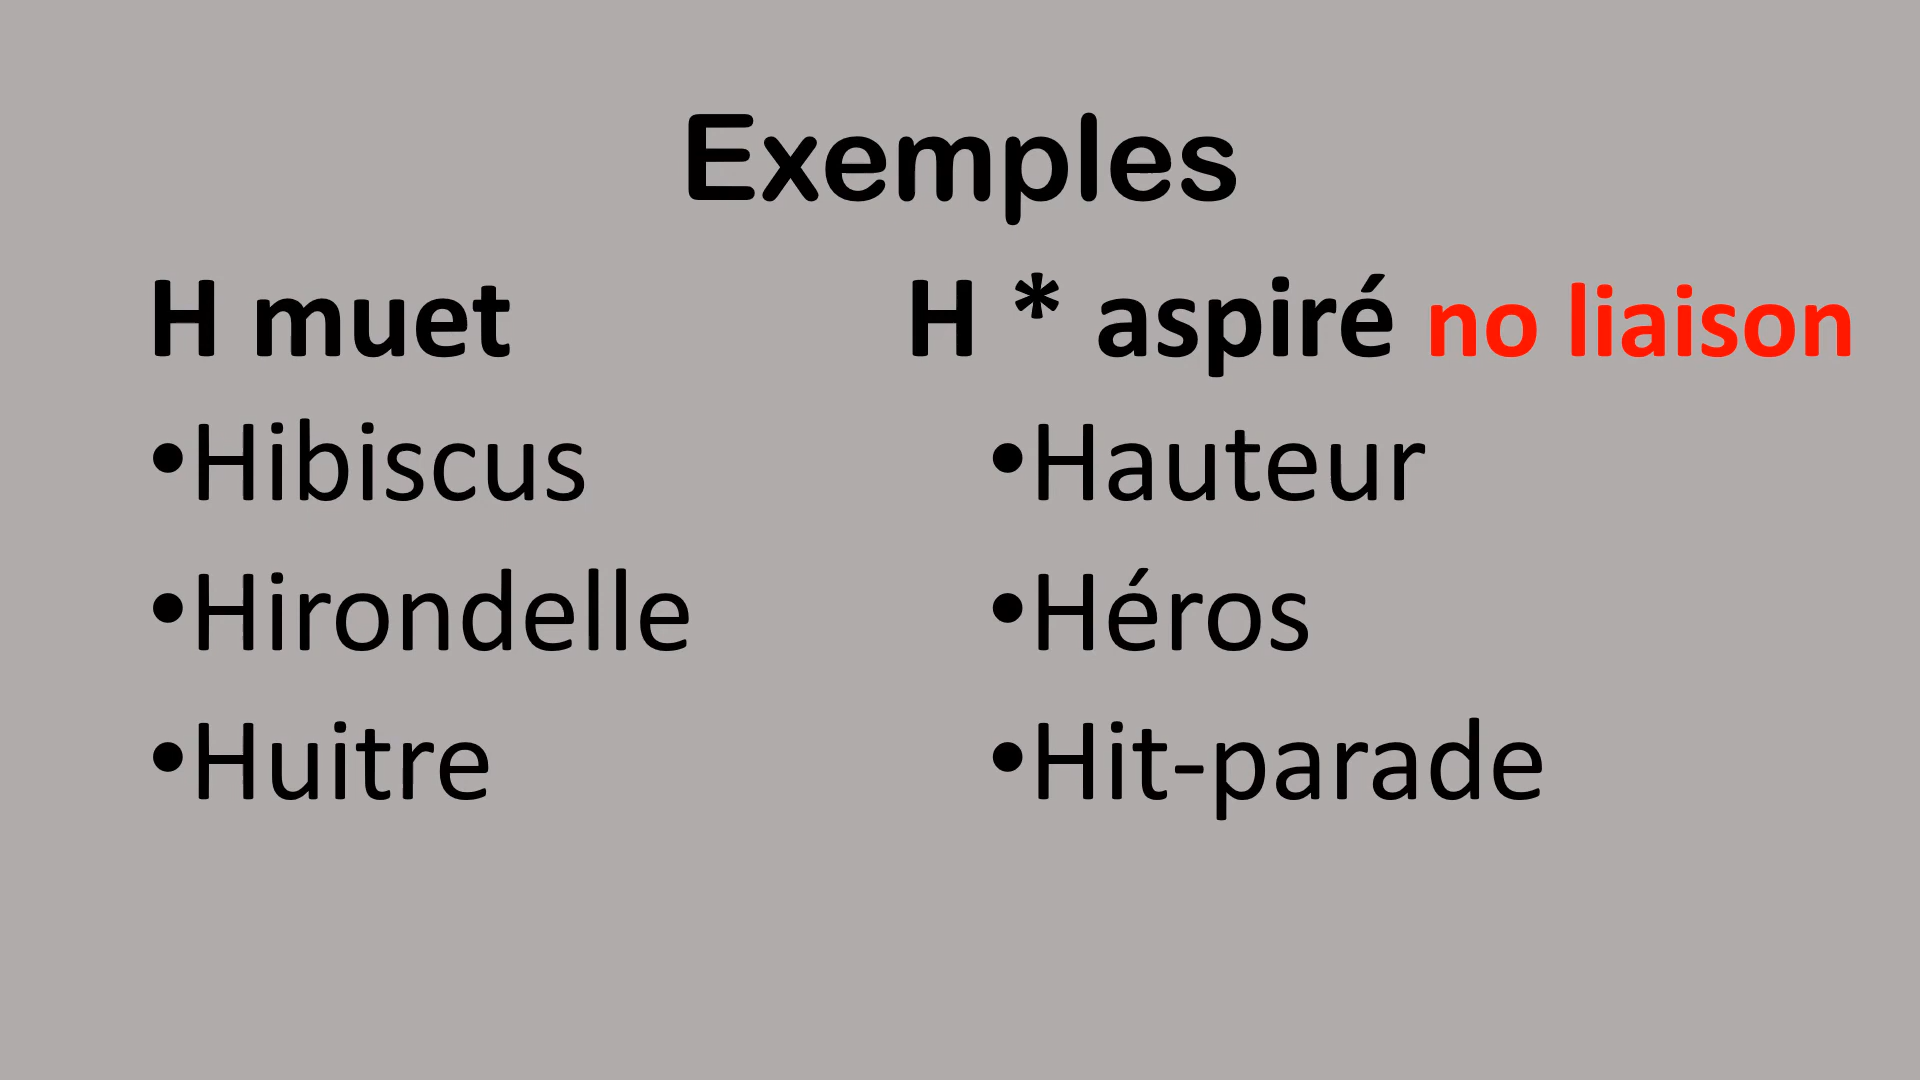 Exemples
H muet
•Hibiscus
•Hirondelle
•Huitre
H * aspiré no liaison
•Hauteur
•Héros
•Hit-parade